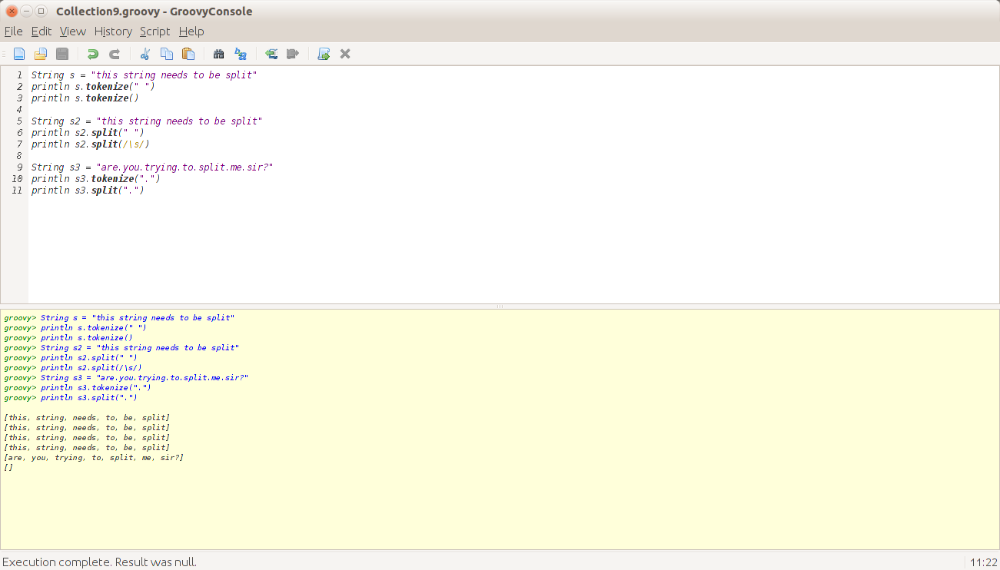 Collection9.groovy - GroovyConsole
File Edit View History Script Help
1 String s = "this string needs to be split"
2 println s.tokenize(" ")
3 println s.tokenize()
4
5 String s2 = "this string needs to be split"
6 println s2.split(" ")
7 println s2.split(/\s/)
8
9 String s3 = "are.you.trying.to.split.me.sir?"
10 println s3.tokenize(".")
11 println s3.split(".")
groovy> String s = "this string needs to be split"
groovy> println s.tokenize(" ")
groovy> println s.tokenize()
groovy> String s2 = "this string needs to be split"
groovy> println s2.split(" ")
groovy> println s2.split(/\s/)
groovy> String s3 = "are.you.trying.to.split.me.sir?"
groovy> println s3.tokenize(".")
groovy> println s3.split(".")
[this, string, needs, to, be, split]
[this, string, needs, to, be, split]
[this, string, needs, to, be, split]
[this, string, needs, to, be, split]
[are, you, trying, to, split, me, sir?]
[]
Execution complete. Result was null.
11:22